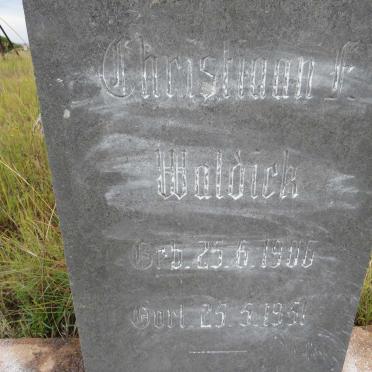 Christiaan F.
Waldick
Geb. 25.6.1900
Oorl. 25.5.1951